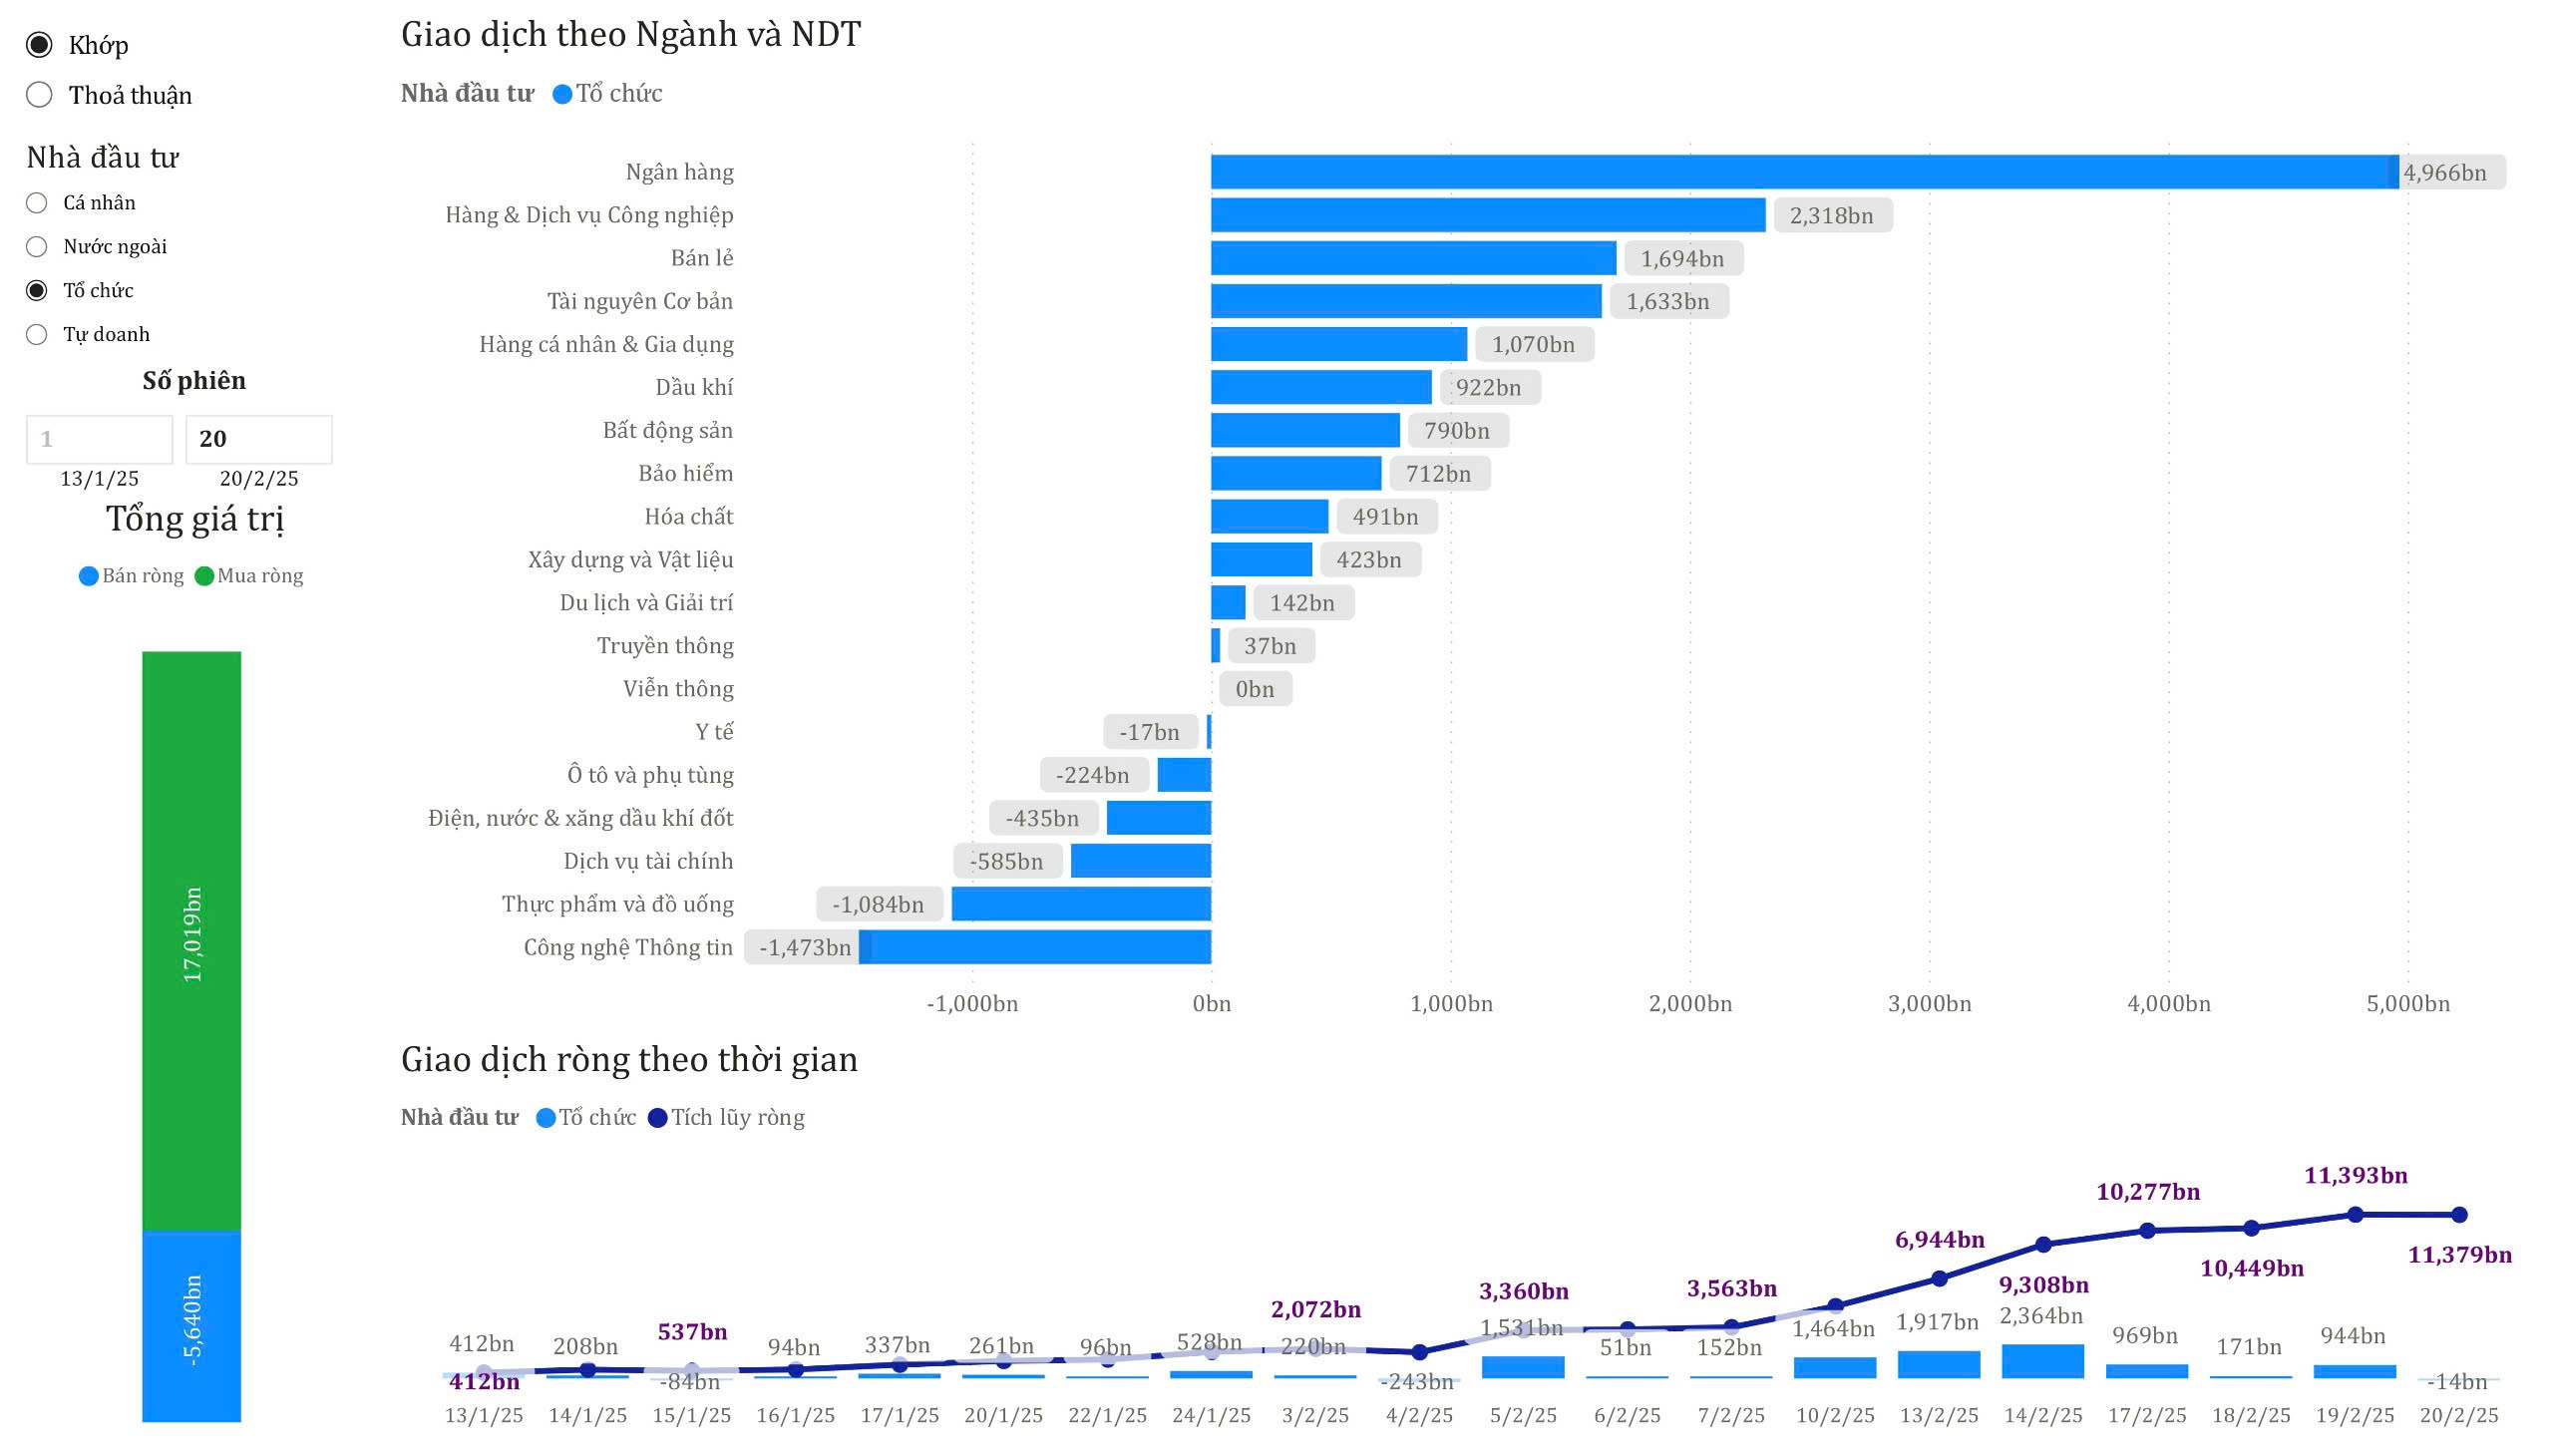 Khớp
Thoả thuận
Nhà đầu tư
Cá nhân
Nước ngoài
Tổ chức
Tự doanh
Số phiên
1 20
13/1/25 20/2/25
Tổng giá trị
Bán ròng Mua ròng
17,019bn
-5,640bn
Giao dịch theo Ngành và NDT
Nhà đầu tư Tổ chức
Ngân hàng 4,966bn
Hàng & Dịch vụ Công nghiệp 2,318bn
Bán lẻ 1,694bn
Tài nguyên Cơ bản 1,633bn
Hàng cá nhân & Gia dụng 1,070bn
Dầu khí 922bn
Bất động sản 790bn
Bảo hiểm 712bn
Hóa chất 491bn
Xây dựng và Vật liệu 423bn
Du lịch và Giải trí 142bn
Truyền thông 37bn
Viễn thông 0bn
Y tế -17bn
Ô tô và phụ tùng -224bn
Điện, nước & xăng dầu khí đốt -435bn
Dịch vụ tài chính -585bn
Thực phẩm và đồ uống -1,084bn
Công nghệ Thông tin -1,473bn
-1,000bn 0bn 1,000bn 2,000bn 3,000bn 4,000bn 5,000bn
Giao dịch ròng theo thời gian
Nhà đầu tư Tổ chức Tích lũy ròng
412bn 537bn 2,072bn 3,360bn 3,563bn 6,944bn 9,308bn 10,277bn 10,449bn 11,393bn 11,379bn
412bn 208bn -84bn 94bn 337bn 261bn 96bn 528bn 220bn -243bn 1,531bn 51bn 152bn 1,464bn 1,917bn 2,364bn 969bn 171bn 944bn -14bn
13/1/25 14/1/25 15/1/25 16/1/25 17/1/25 20/1/25 22/1/25 24/1/25 3/2/25 4/2/25 5/2/25 6/2/25 7/2/25 10/2/25 13/2/25 14/2/25 17/2/25 18/2/25 19/2/25 20/2/25